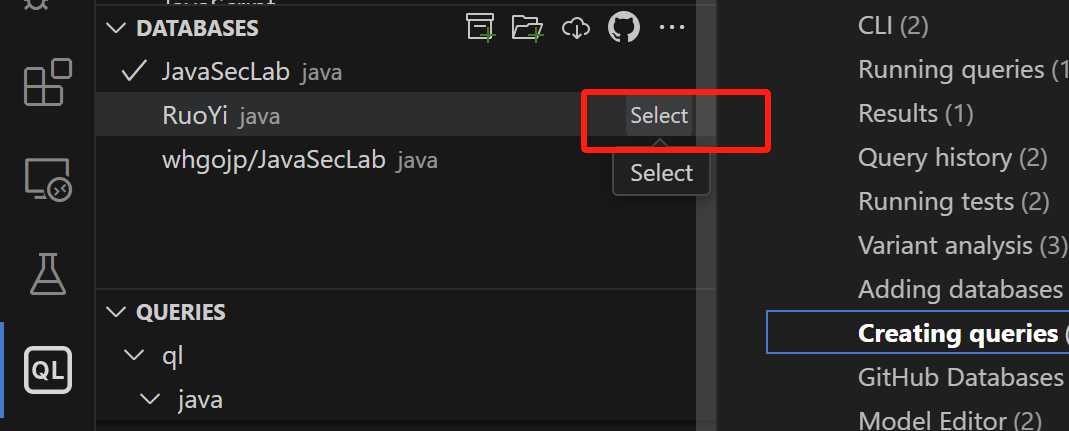 DATABASES
JavaSecLab java
RuoYi java
Select
whgojp/JavaSecLab java
Select
QUERIES
ql
java
QL
CLI (2)
Running queries (1
Results (1)
Query history (2)
Running tests (2)
Variant analysis (3)
Adding databases
Creating queries (
GitHub Databases
Model Editor (2)